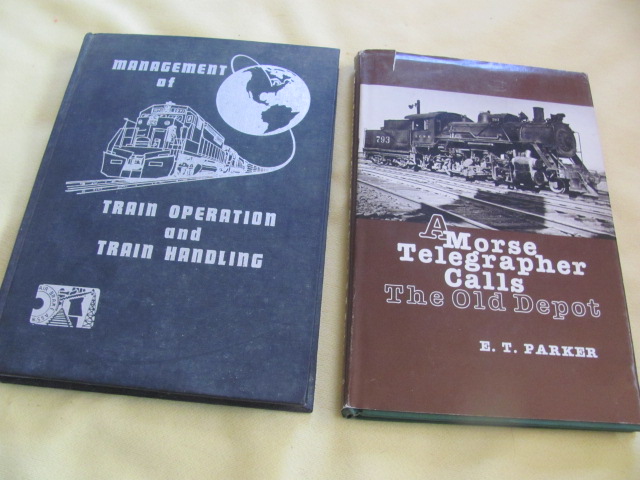 MANAGEMENT
of
TRAIN OPERATION
and
TRAIN HANDLING
793
A Morse
Telegrapher
Calls
The Old Depot
E. T. PARKER